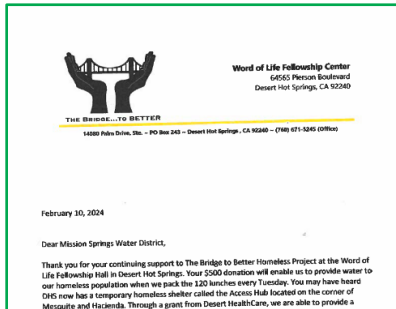 Word of Life Fellowship Center
64565 Pierson Boulevard
Desert Hot Springs, CA 92240
THE BRIDGE...TO BETTER
14080 Palm Drive, Ste. – PO Box 243 – Desert Hot Springs, CA 92240 – (760) 671-5245 (Office)
February 10, 2024
Dear Mission Springs Water District,
Thank you for your continuing support to The Bridge to Better Homeless Project at the Word of
Life Fellowship Hall in Desert Hot Springs. Your $500 donation will enable us to provide water to
our homeless population when we pack the 120 lunches every Tuesday. You may have heard
DHS now has a temporary homeless shelter called the Access Hub located on the corner of
Mesquite and Hacienda. Through a grant from Desert HealthCare, we are able to provide a